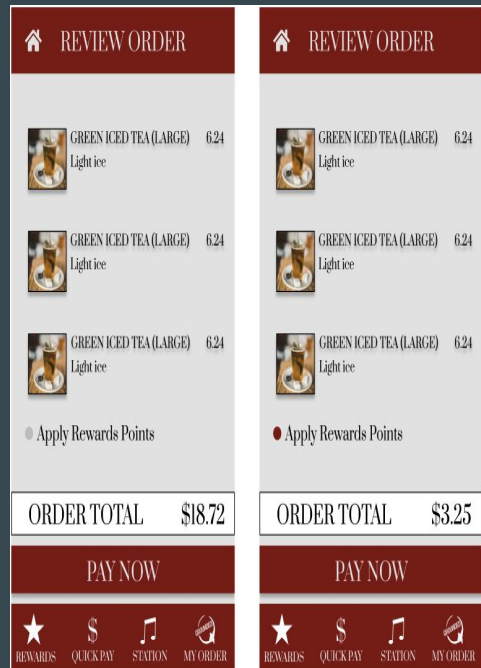 REVIEW ORDER
GREEN ICED TEA (LARGE) 6.24
Light ice
GREEN ICED TEA (LARGE) 6.24
Light ice
GREEN ICED TEA (LARGE) 6.24
Light ice
Apply Rewards Points
ORDER TOTAL $18.72
PAY NOW
$
REWARDS QUICK PAY STATION MY ORDER
REVIEW ORDER
GREEN ICED TEA (LARGE) 6.24
Light ice
GREEN ICED TEA (LARGE) 6.24
Light ice
GREEN ICED TEA (LARGE) 6.24
Light ice
Apply Rewards Points
ORDER TOTAL $3.25
PAY NOW
$
REWARDS QUICK PAY STATION MY ORDER